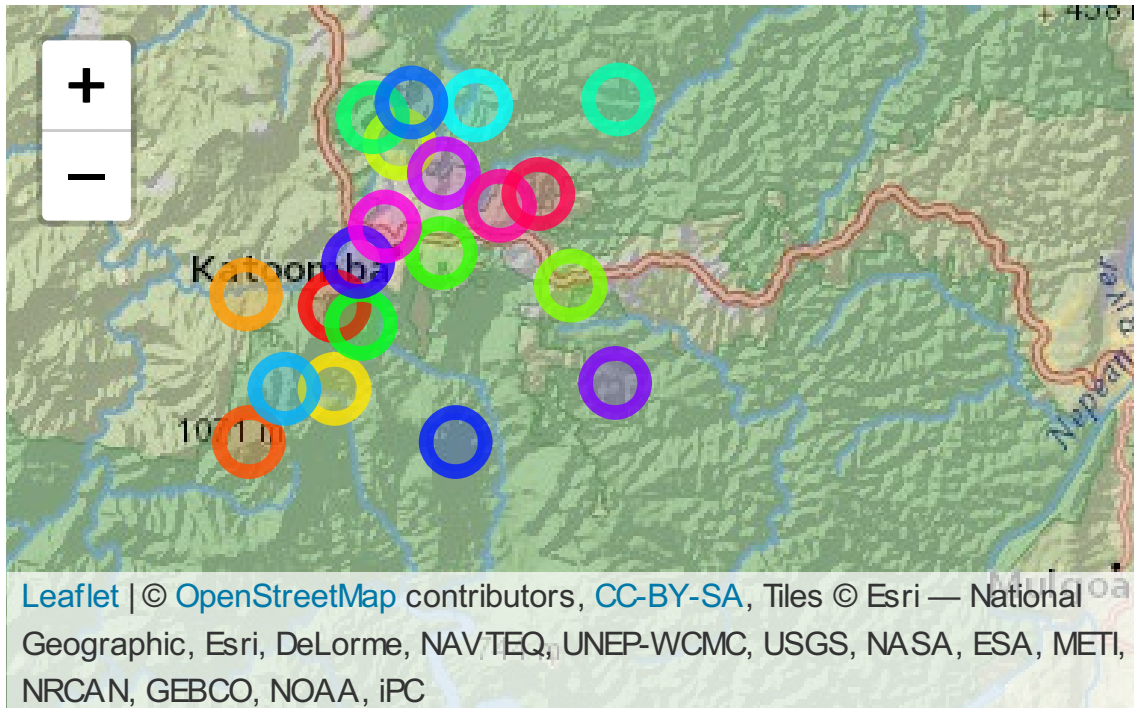 +
−
Katoomba
1071 m
Nepean River
Mulgoa
Leaflet | © OpenStreetMap contributors, CC-BY-SA, Tiles © Esri — National
Geographic, Esri, DeLorme, NAVTEQ, UNEP-WCMC, USGS, NASA, ESA, METI,
NRCAN, GEBCO, NOAA, iPC